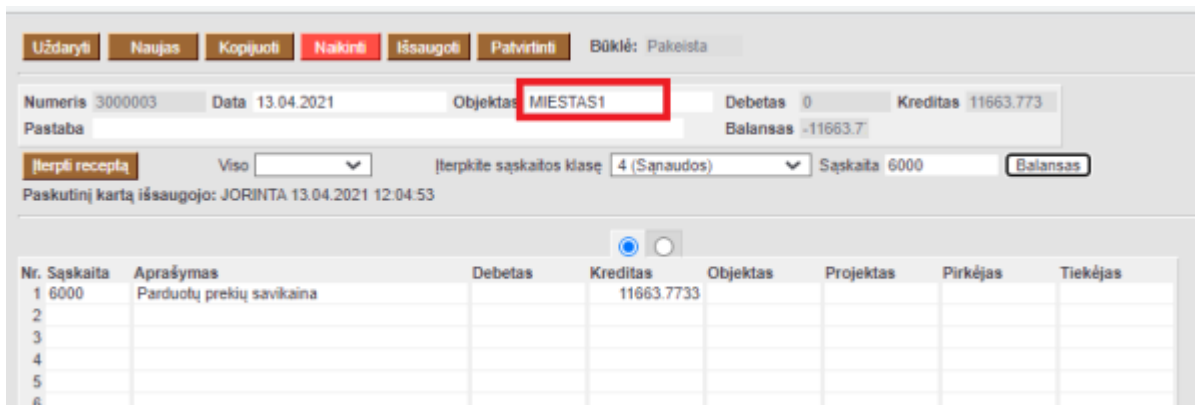 Uždaryti Naujas Kopijuoti Naikinti Išsaugoti Patvirtinti Būklė: Pakeista
Numeris 3000003 Data 13.04.2021 Objektas MIESTAS1 Debetas 0 Kreditas 11663.773
Pastaba Balansas -11663.7
Įterpti receptą Viso Įterpkite sąskaitos klasę 4 (Sąnaudos) Sąskaita 6000 Balansas
Paskutinį kartą išsaugojo: JORINTA 13.04.2021 12:04:53
Nr. Sąskaita Aprašymas Debetas Kreditas Objektas Projektas Pirkėjas Tiekėjas
1 6000 Parduotų prekių savikaina 11663.7733
2
3
4
5
6